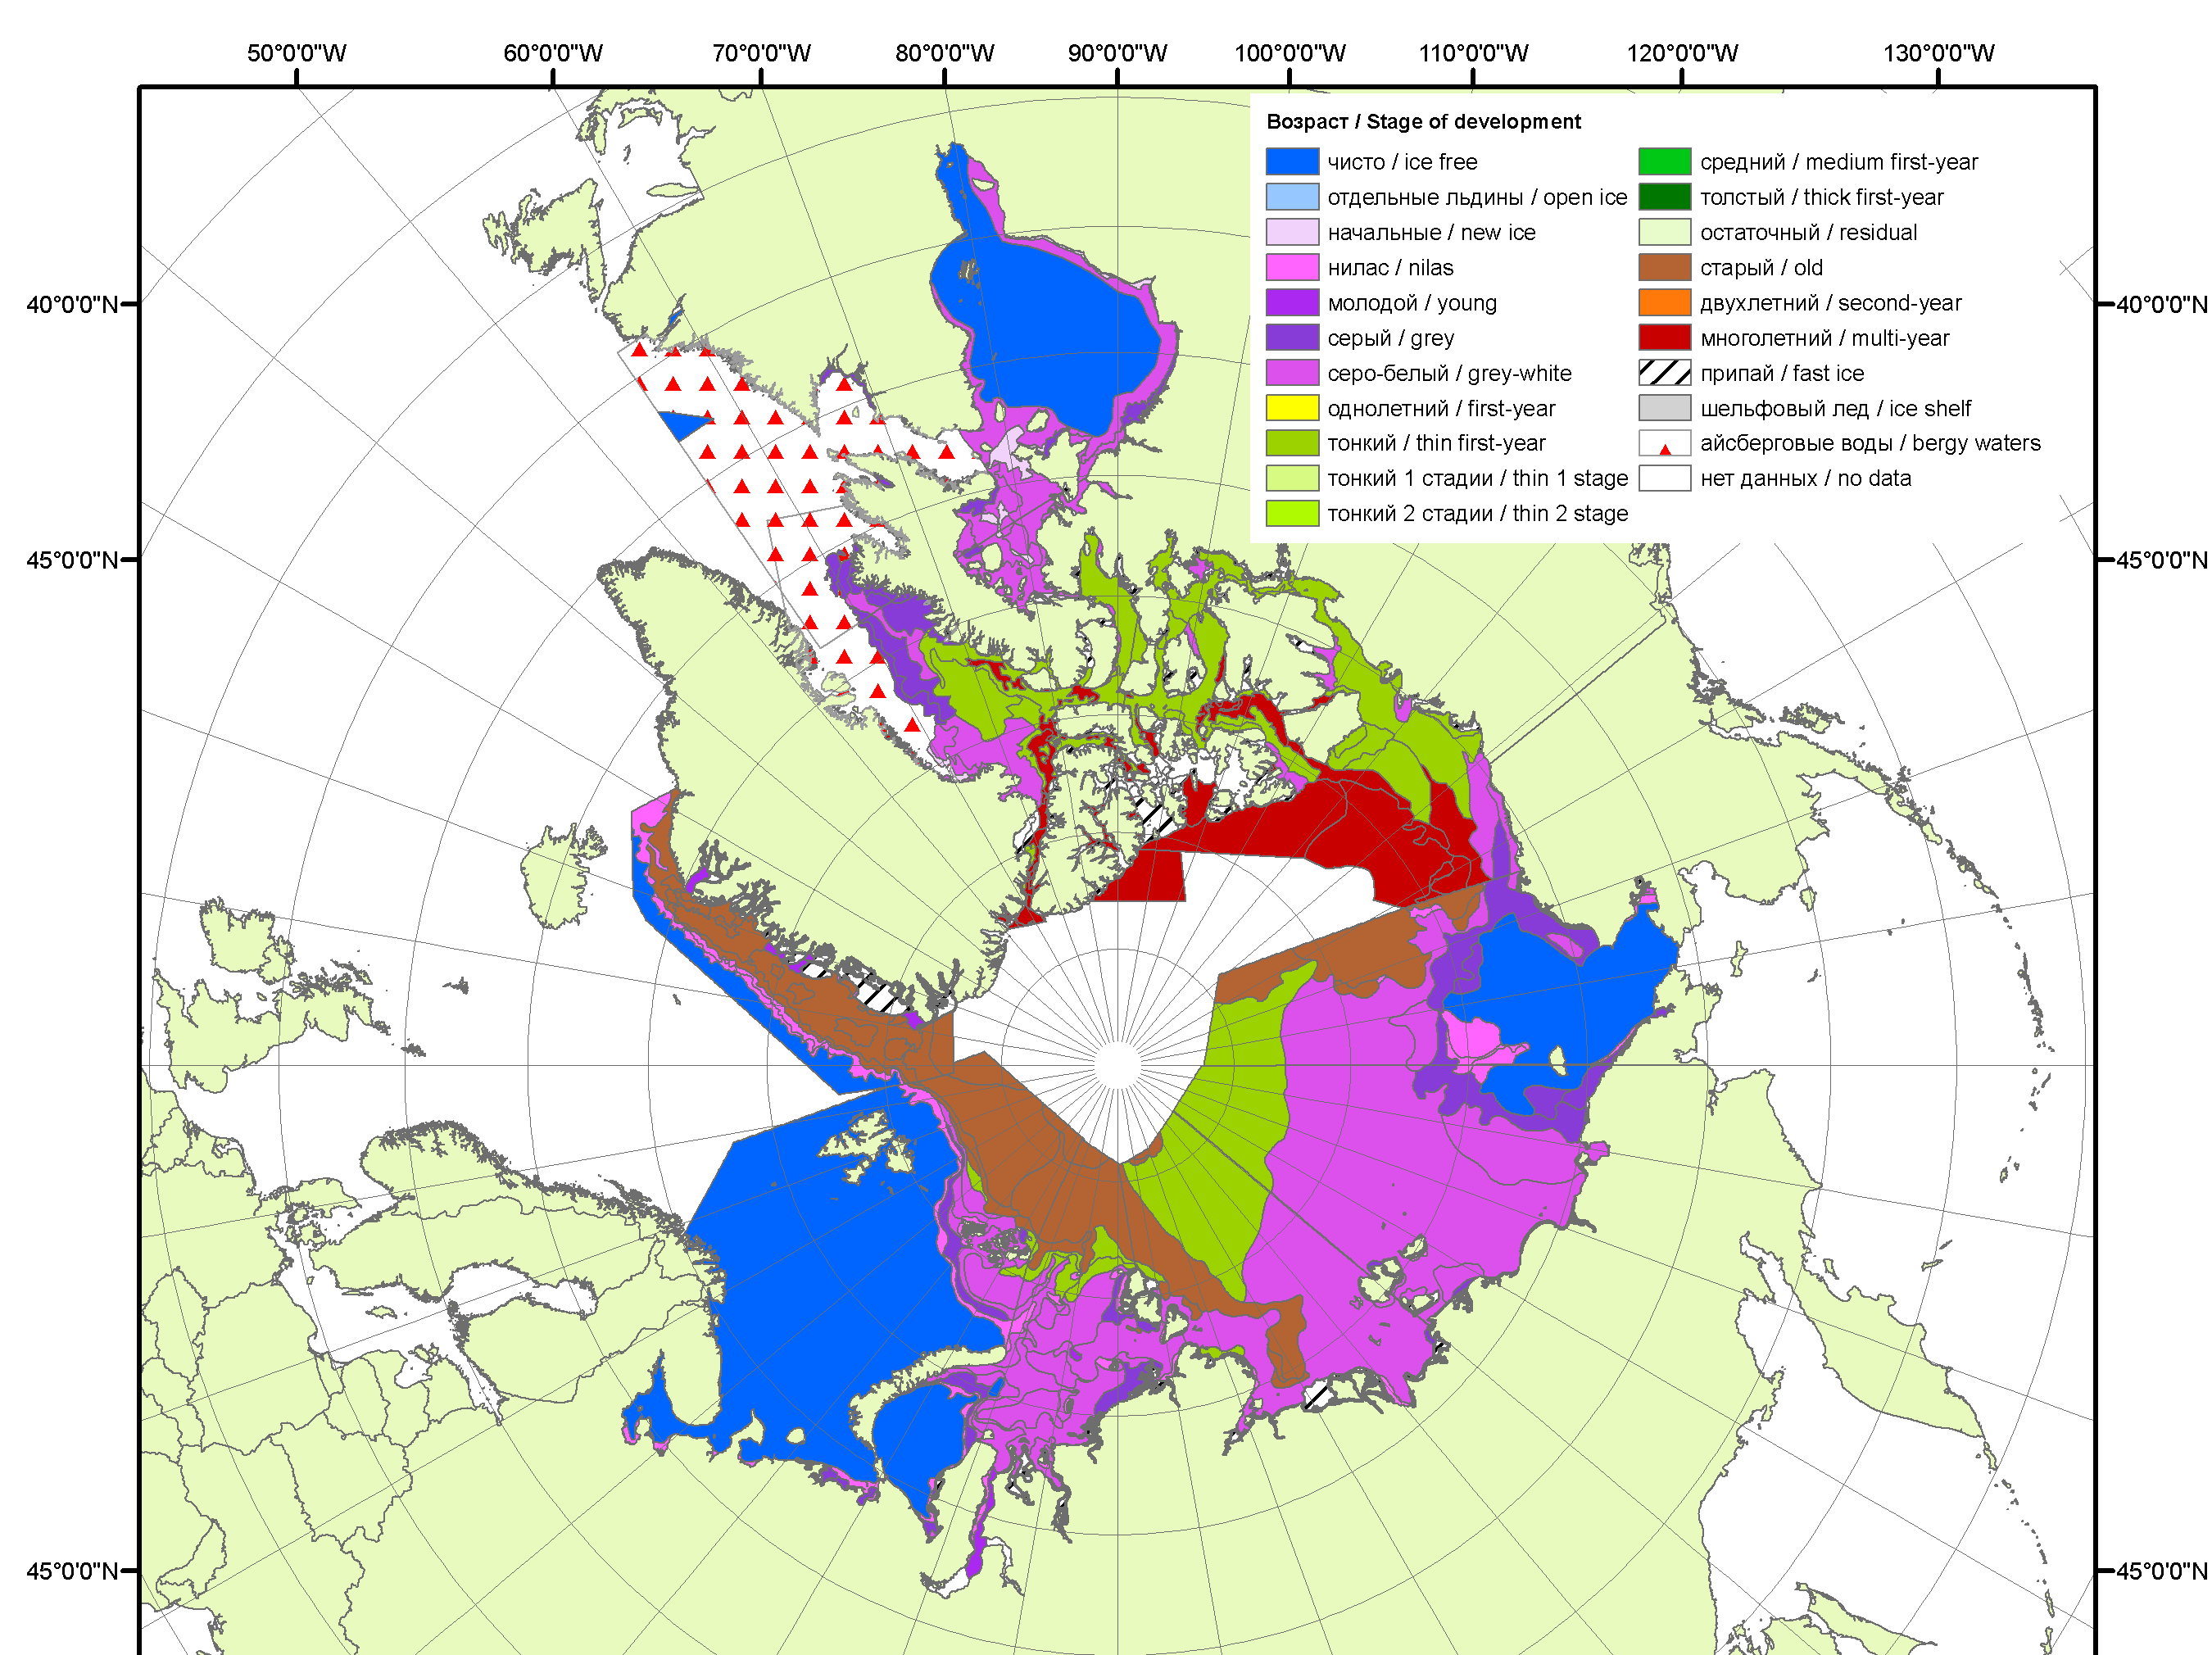 50°0'0"W 60°0'0"W 70°0'0"W 80°0'0"W 90°0'0"W 100°0'0"W 110°0'0"W 120°0'0"W 130°0'0"W
Возраст / Stage of development
чисто / ice free
отдельные льдины / open ice
начальные / new ice
нилас / nilas
молодой / young
серый / grey
серо-белый / grey-white
однолетний / first-year
тонкий / thin first-year
тонкий 1 стадии / thin 1 stage
тонкий 2 стадии / thin 2 stage
средний / medium first-year
толстый / thick first-year
остаточный / residual
старый / old
двухлетний / second-year
многолетний / multi-year
припай / fast ice
шельфовый лед / ice shelf
айсберговые воды / bergy waters
нет данных / no data
40°0'0"N 40°0'0"N
45°0'0"N 45°0'0"N
45°0'0"N 45°0'0"N